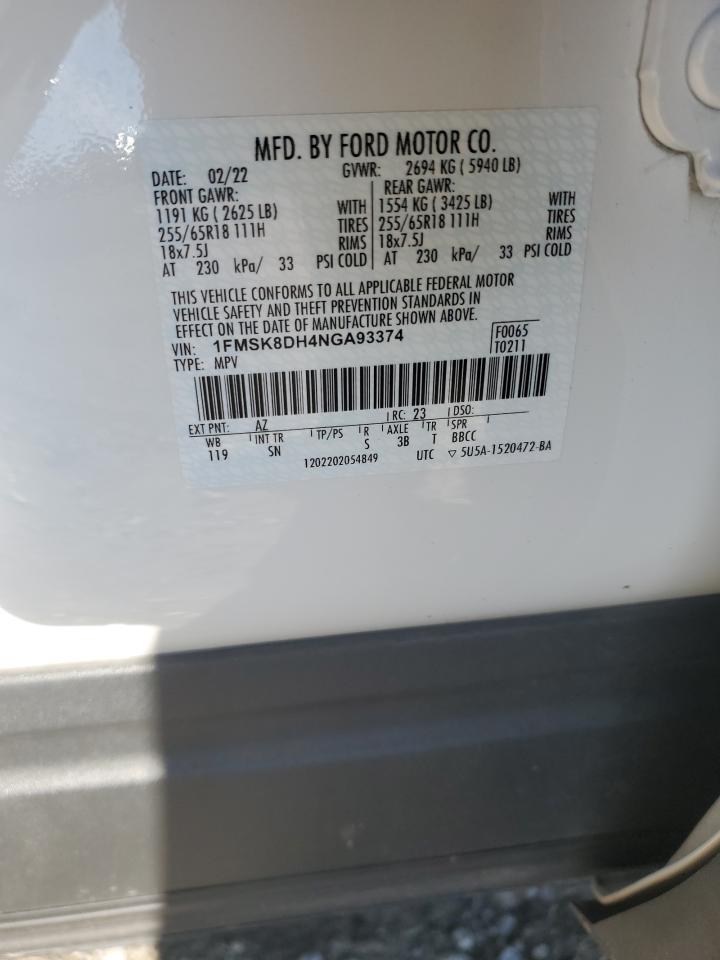 MFD. BY FORD MOTOR CO.
DATE: 02/22 GVWR: 2694 KG ( 5940 LB)
FRONT GAWR: REAR GAWR:
1191 KG ( 2625 LB) WITH 1554 KG ( 3425 LB) WITH
255/65R18 111H TIRES 255/65R18 111H TIRES
18x7.5J RIMS 18x7.5J RIMS
AT 230 kPa/ 33 PSI COLD AT 230 kPa/ 33 PSI COLD
THIS VEHICLE CONFORMS TO ALL APPLICABLE FEDERAL MOTOR
VEHICLE SAFETY AND THEFT PREVENTION STANDARDS IN
EFFECT ON THE DATE OF MANUFACTURE SHOWN ABOVE.
VIN: 1FMSK8DH4NGA93374 F0065
TYPE: MPV T0211
EXT PNT: AZ RC: 23 DSO:
WB INT TR TP/PS R AXLE TR SPR
119 SN S 3B T BBCC
1202202054849 UTC ▽ 5U5A-1520472-BA